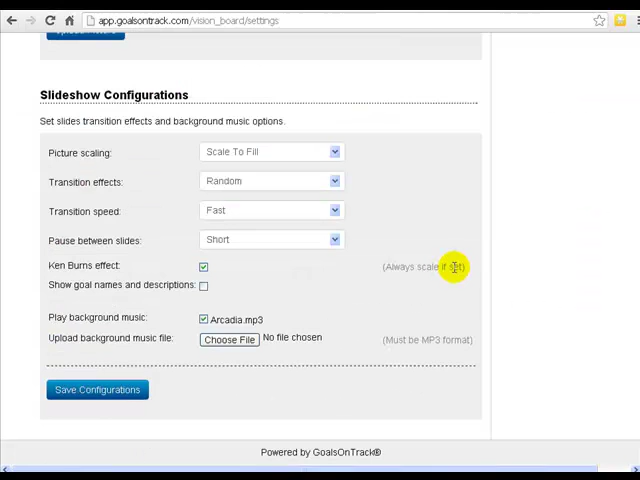 app.goalsontrack.com/vision_board/settings
Slideshow Configurations
Set slides transition effects and background music options.
Picture scaling: Scale To Fill
Transition effects: Random
Transition speed: Fast
Pause between slides: Short
Ken Burns effect: (Always scale if set)
Show goal names and descriptions:
Play background music: Arcadia.mp3
Upload background music file: Choose File No file chosen (Must be MP3 format)
Save Configurations
Powered by GoalsOnTrack®